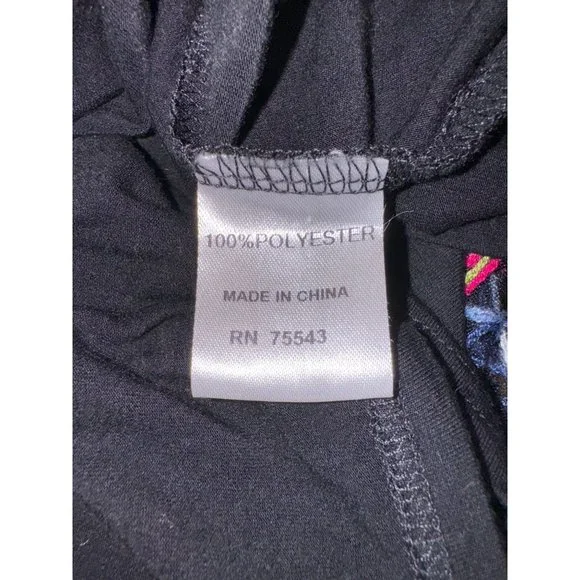 100%POLYESTER
MADE IN CHINA
RN 75543